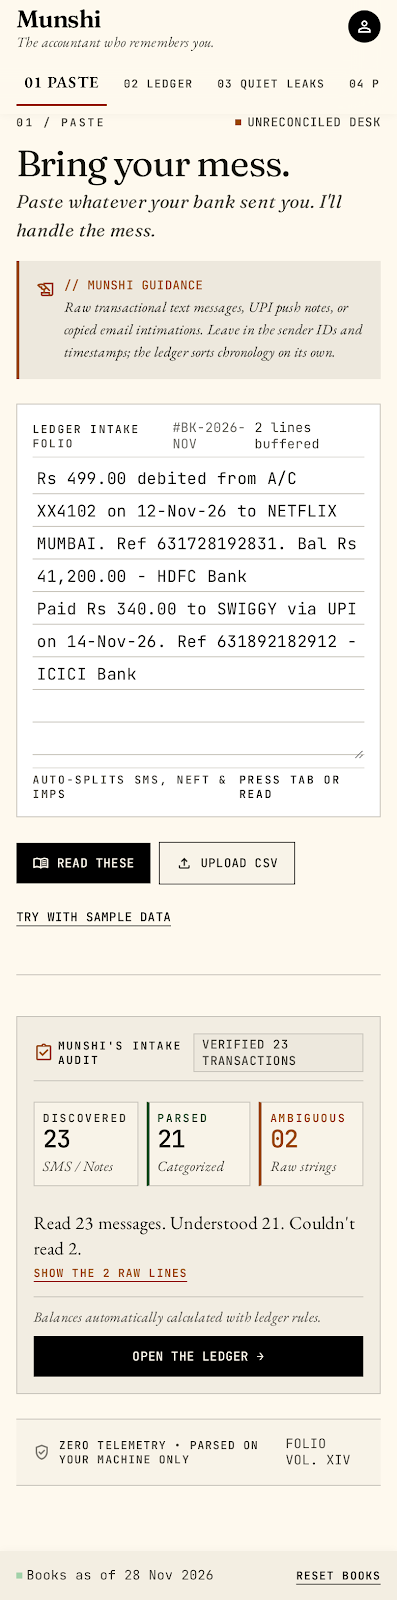 Munshi
The accountant who remembers you.
01 PASTE 02 LEDGER 03 QUIET LEAKS 04 P
01 / PASTE UNRECONCILED DESK
Bring your mess.
Paste whatever your bank sent you. I'll
handle the mess.
// MUNSHI GUIDANCE
Raw transactional text messages, UPI push notes, or
copied email intimations. Leave in the sender IDs and
timestamps; the ledger sorts chronology on its own.
LEDGER INTAKE FOLIO
#BK-2026-NOV
2 lines buffered
Rs 499.00 debited from A/C
XX4102 on 12-Nov-26 to NETFLIX
MUMBAI. Ref 631728192831. Bal Rs
41,200.00 - HDFC Bank
Paid Rs 340.00 to SWIGGY via UPI
on 14-Nov-26. Ref 631892182912 -
ICICI Bank
AUTO-SPLITS SMS, NEFT &
IMPS
PRESS TAB OR
READ
READ THESE
UPLOAD CSV
TRY WITH SAMPLE DATA
MUNSHI'S INTAKE
AUDIT
VERIFIED 23
TRANSACTIONS
DISCOVERED
23
SMS / Notes
PARSED
21
Categorized
AMBIGUOUS
02
Raw strings
Read 23 messages. Understood 21. Couldn't
read 2.
SHOW THE 2 RAW LINES
Balances automatically calculated with ledger rules.
OPEN THE LEDGER →
ZERO TELEMETRY • PARSED ON
YOUR MACHINE ONLY
FOLIO
VOL. XIV
Books as of 28 Nov 2026
RESET BOOKS